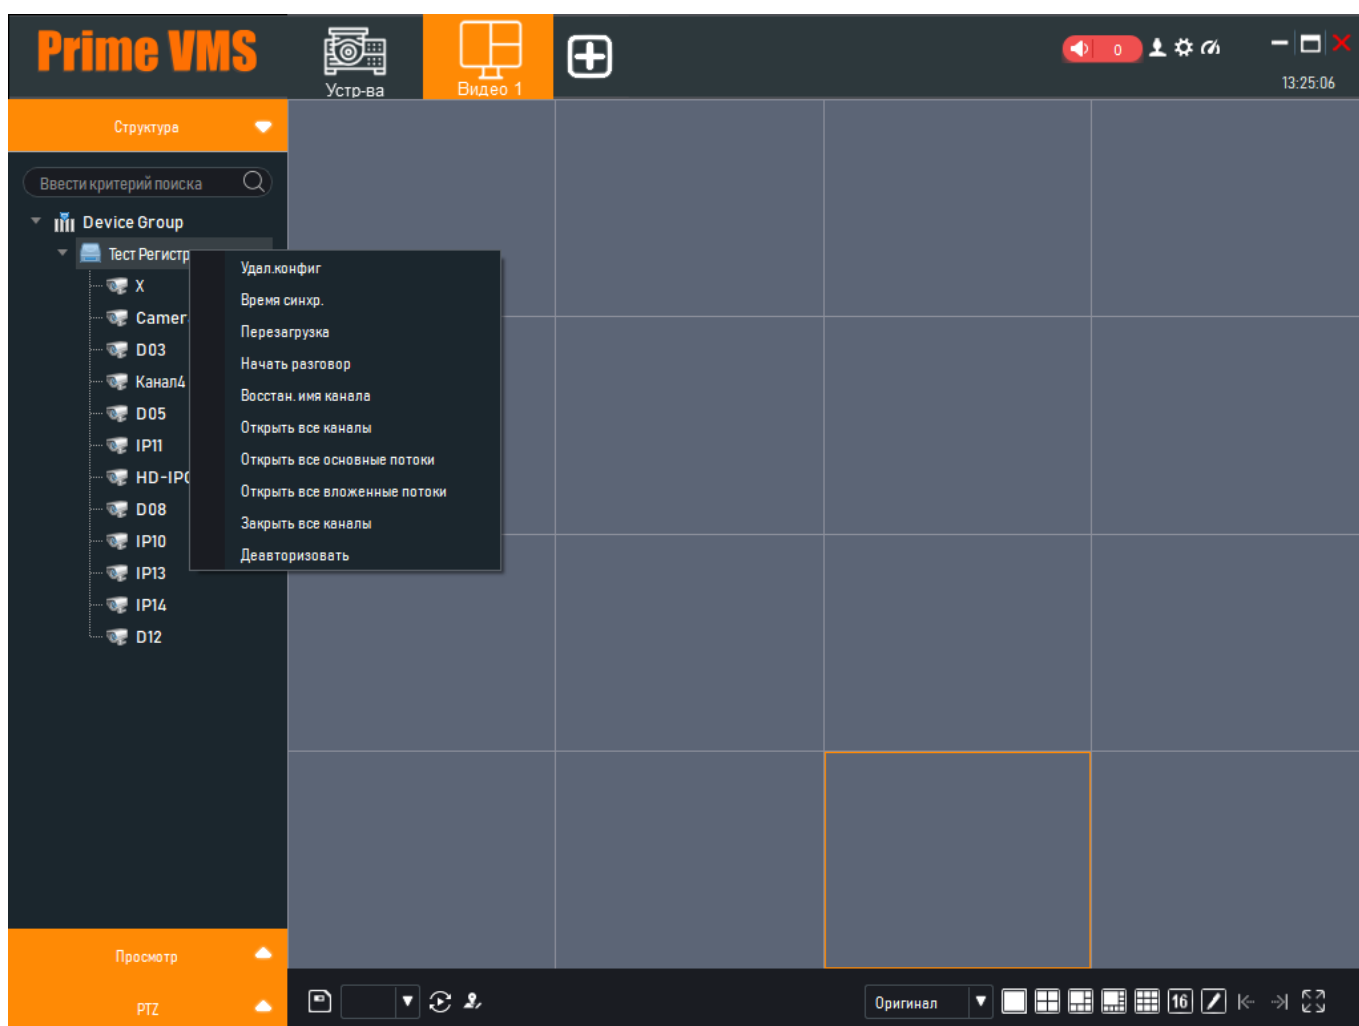 Prime VMS
Устр-ва
Видео 1
0
13:25:06
Структура
Ввести критерий поиска
Device Group
Тест Регистр
X
Camer
D03
Канал4
D05
IP11
HD-IPC
D08
IP10
IP13
IP14
D12
Удал.конфиг
Время синхр.
Перезагрузка
Начать разговор
Восстан. имя канала
Открыть все каналы
Открыть все основные потоки
Открыть все вложенные потоки
Закрыть все каналы
Деавторизовать
Просмотр
PTZ
Оригинал
16